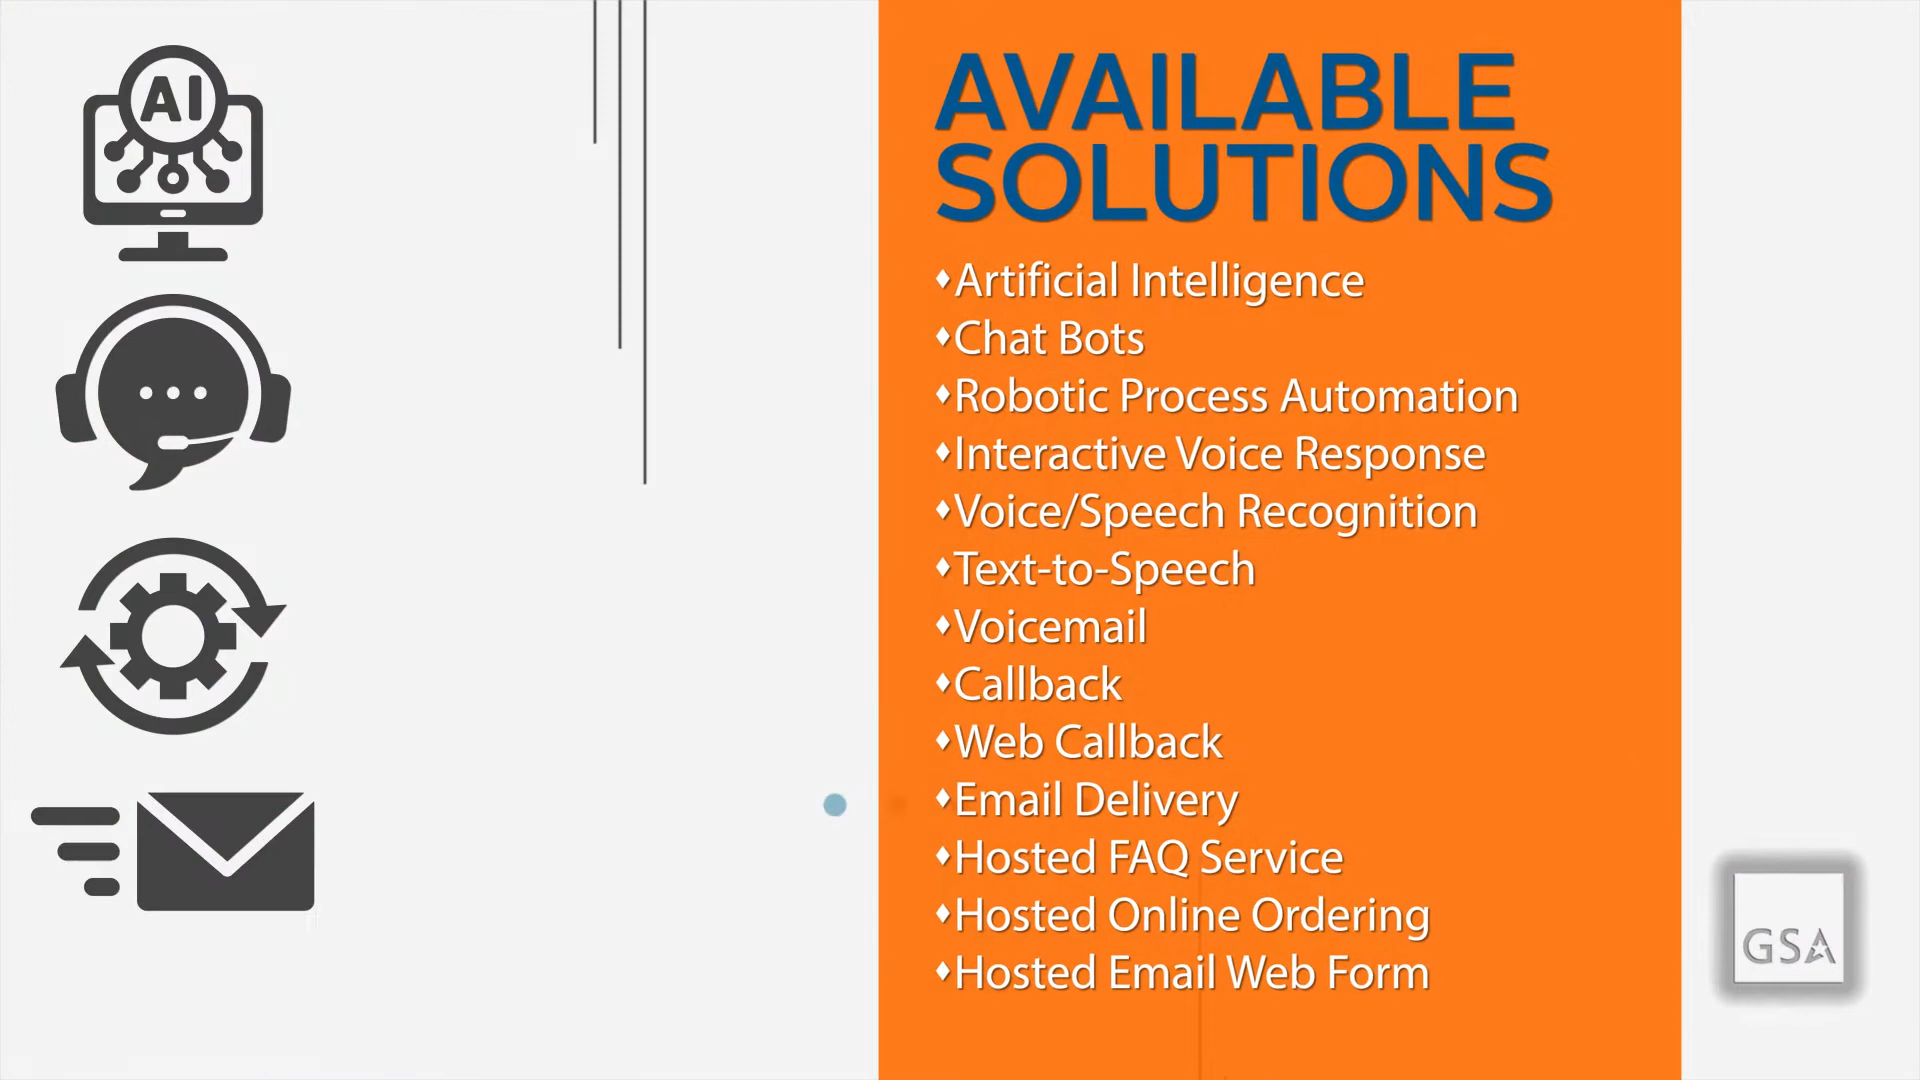 AI
AVAILABLE
SOLUTIONS
♦Artificial Intelligence
♦Chat Bots
♦Robotic Process Automation
♦Interactive Voice Response
♦Voice/Speech Recognition
♦Text-to-Speech
♦Voicemail
♦Callback
♦Web Callback
♦Email Delivery
♦Hosted FAQ Service
♦Hosted Online Ordering
♦Hosted Email Web Form
GSA